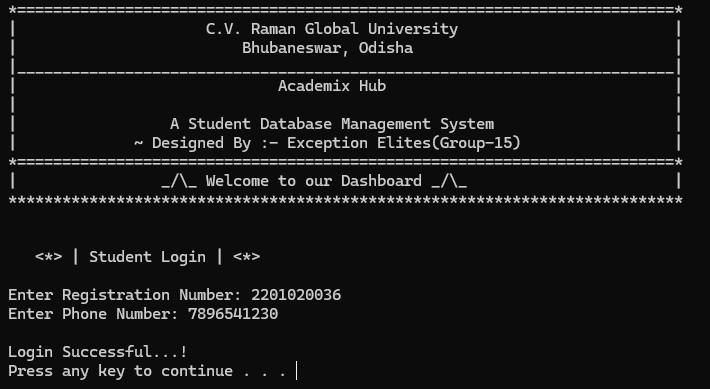 *=========================================================================*
| C.V. Raman Global University |
| Bhubaneswar, Odisha |
|_________________________________________________________________________|
| Academix Hub |
| |
| A Student Database Management System |
| ~ Designed By :- Exception Elites(Group-15) |
*=========================================================================*
| _/\_ Welcome to our Dashboard _/\_ |
***************************************************************************
<*> | Student Login | <*>
Enter Registration Number: 2201020036
Enter Phone Number: 7896541230
Login Successful...!
Press any key to continue . . .